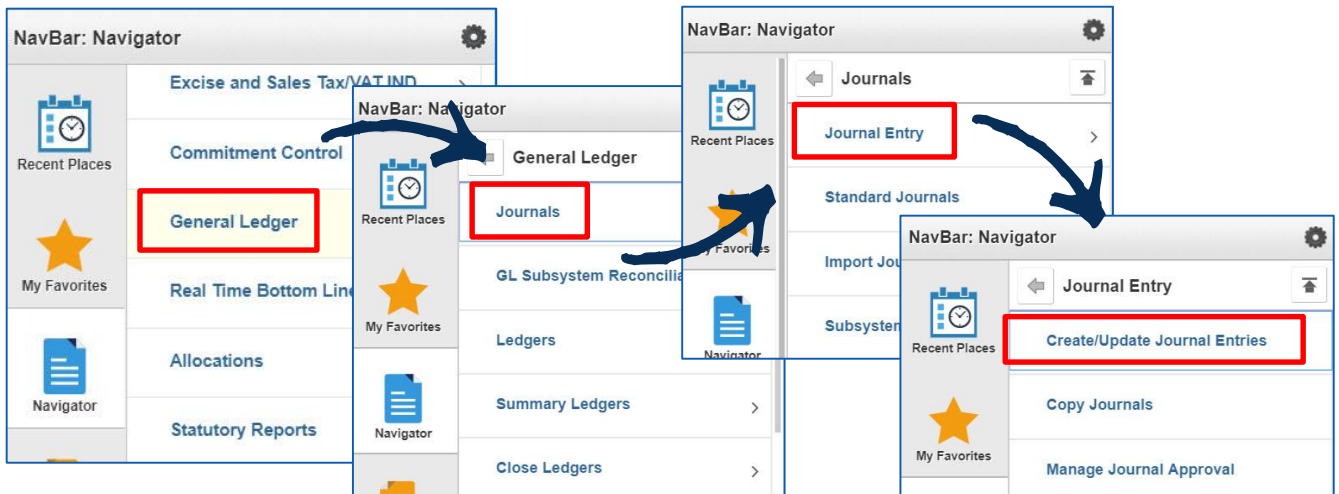 NavBar: Navigator
Excise and Sales Tax/VAT IND
Recent Places
Commitment Control
General Ledger
My Favorites
Real Time Bottom Line
Allocations
Navigator
Statutory Reports
NavBar: Navigator
General Ledger
Recent Places
Journals
GL Subsystem Reconcilia
My Favorites
Ledgers
Summary Ledgers
Navigator
Close Ledgers
NavBar: Navigator
Journals
Recent Places
Journal Entry
Standard Journals
My Favorites
Import Jou
Subsystem
Navigator
NavBar: Navigator
Journal Entry
Recent Places
Create/Update Journal Entries
Copy Journals
My Favorites
Manage Journal Approval